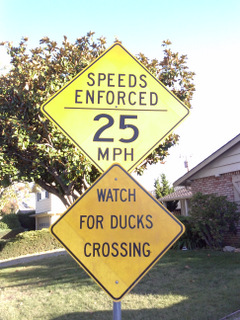 SPEEDS
ENFORCED
25
MPH
WATCH
FOR DUCKS
CROSSING